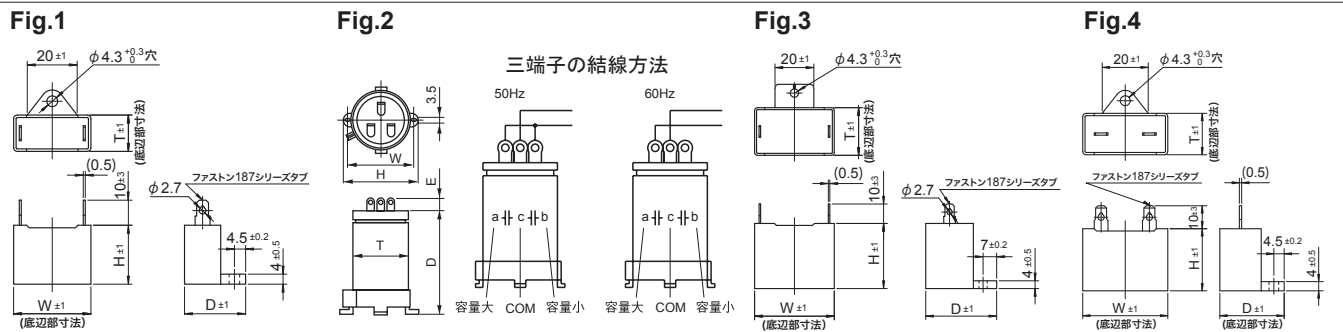 Fig.1
20 ±1
φ4.3 +0.3 0 穴
T±1
(底辺部寸法)
(0.5)
10±3
H±1
W ±1
(底辺部寸法)
ファストン187シリーズタブ
φ2.7
4.5 ±0.2
4 ±0.5
D±1
Fig.2
3.5
W
H
E
T
D
三端子の結線方法
50Hz
60Hz
a c b
a c b
容量大 COM 容量小
容量大 COM 容量小
Fig.3
20 ±1
φ4.3 +0.3 0 穴
T±1
(底辺部寸法)
(0.5)
10±3
H±1
W ±1
(底辺部寸法)
ファストン187シリーズタブ
φ2.7
7±0.2
4 ±0.5
D±1
Fig.4
20 ±1
φ4.3 +0.3 0 穴
T±1
(底辺部寸法)
ファストン187シリーズタブ
10±3
H±1
W ±1
(底辺部寸法)
(0.5)
4.5 ±0.2
4 ±0.5
D±1
(底辺部寸法)